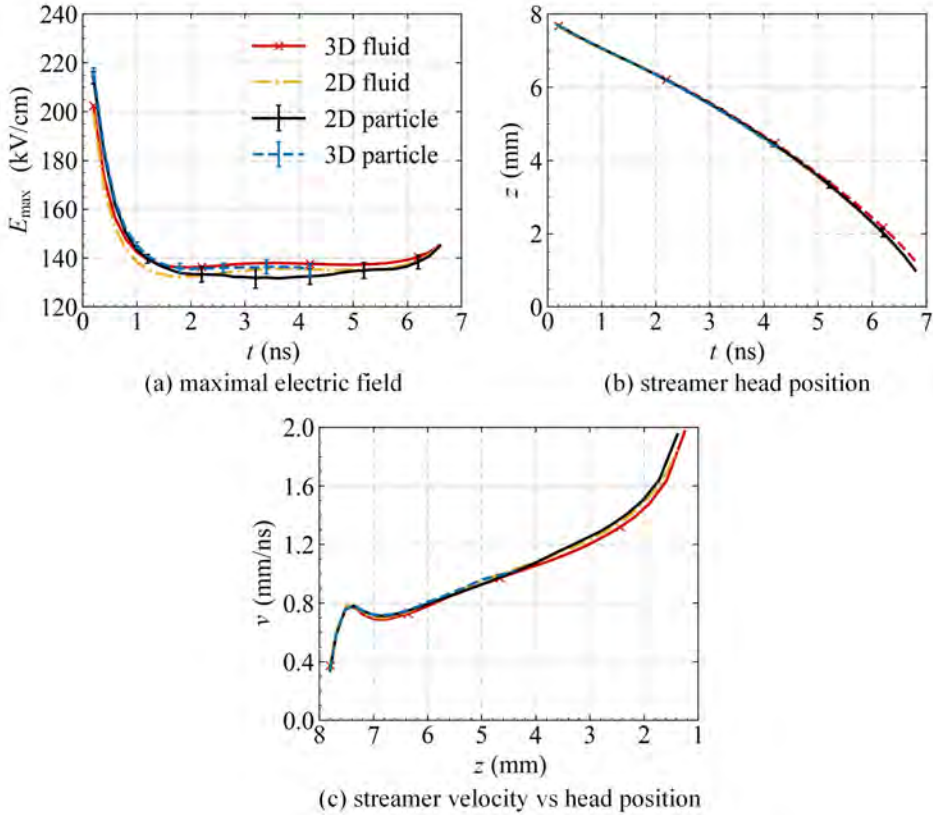 220
200
180
160
140
120
E_max (kV/cm)
3D fluid
2D fluid
2D particle
3D particle
0 1 2 3 4 5 6 7
t (ns)
(a) maximal electric field
8
6
4
2
0
z (mm)
0 1 2 3 4 5 6 7
t (ns)
(b) streamer head position
2.0
1.6
1.2
0.8
0.4
0.0
v (mm/ns)
8 7 6 5 4 3 2 1
z (mm)
(c) streamer velocity vs head position